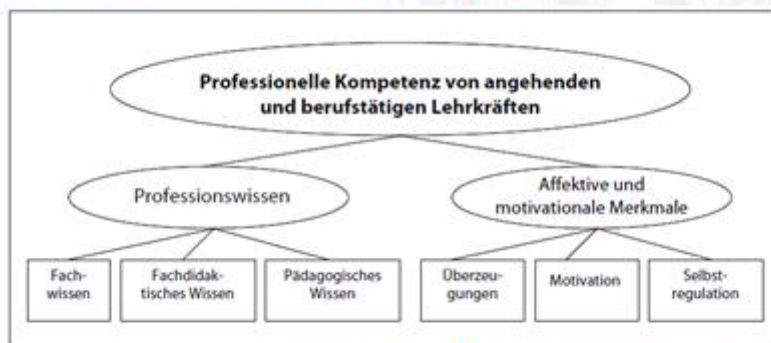 Professionelle Kompetenz von angehenden
und berufstätigen Lehrkräften
Professionswissen
Affektive und
motivationale Merkmale
Fach-
wissen
Fachdidak-
tisches Wissen
Pädagogisches
Wissen
Überzeu-
gungen
Motivation
Selbst-
regulation